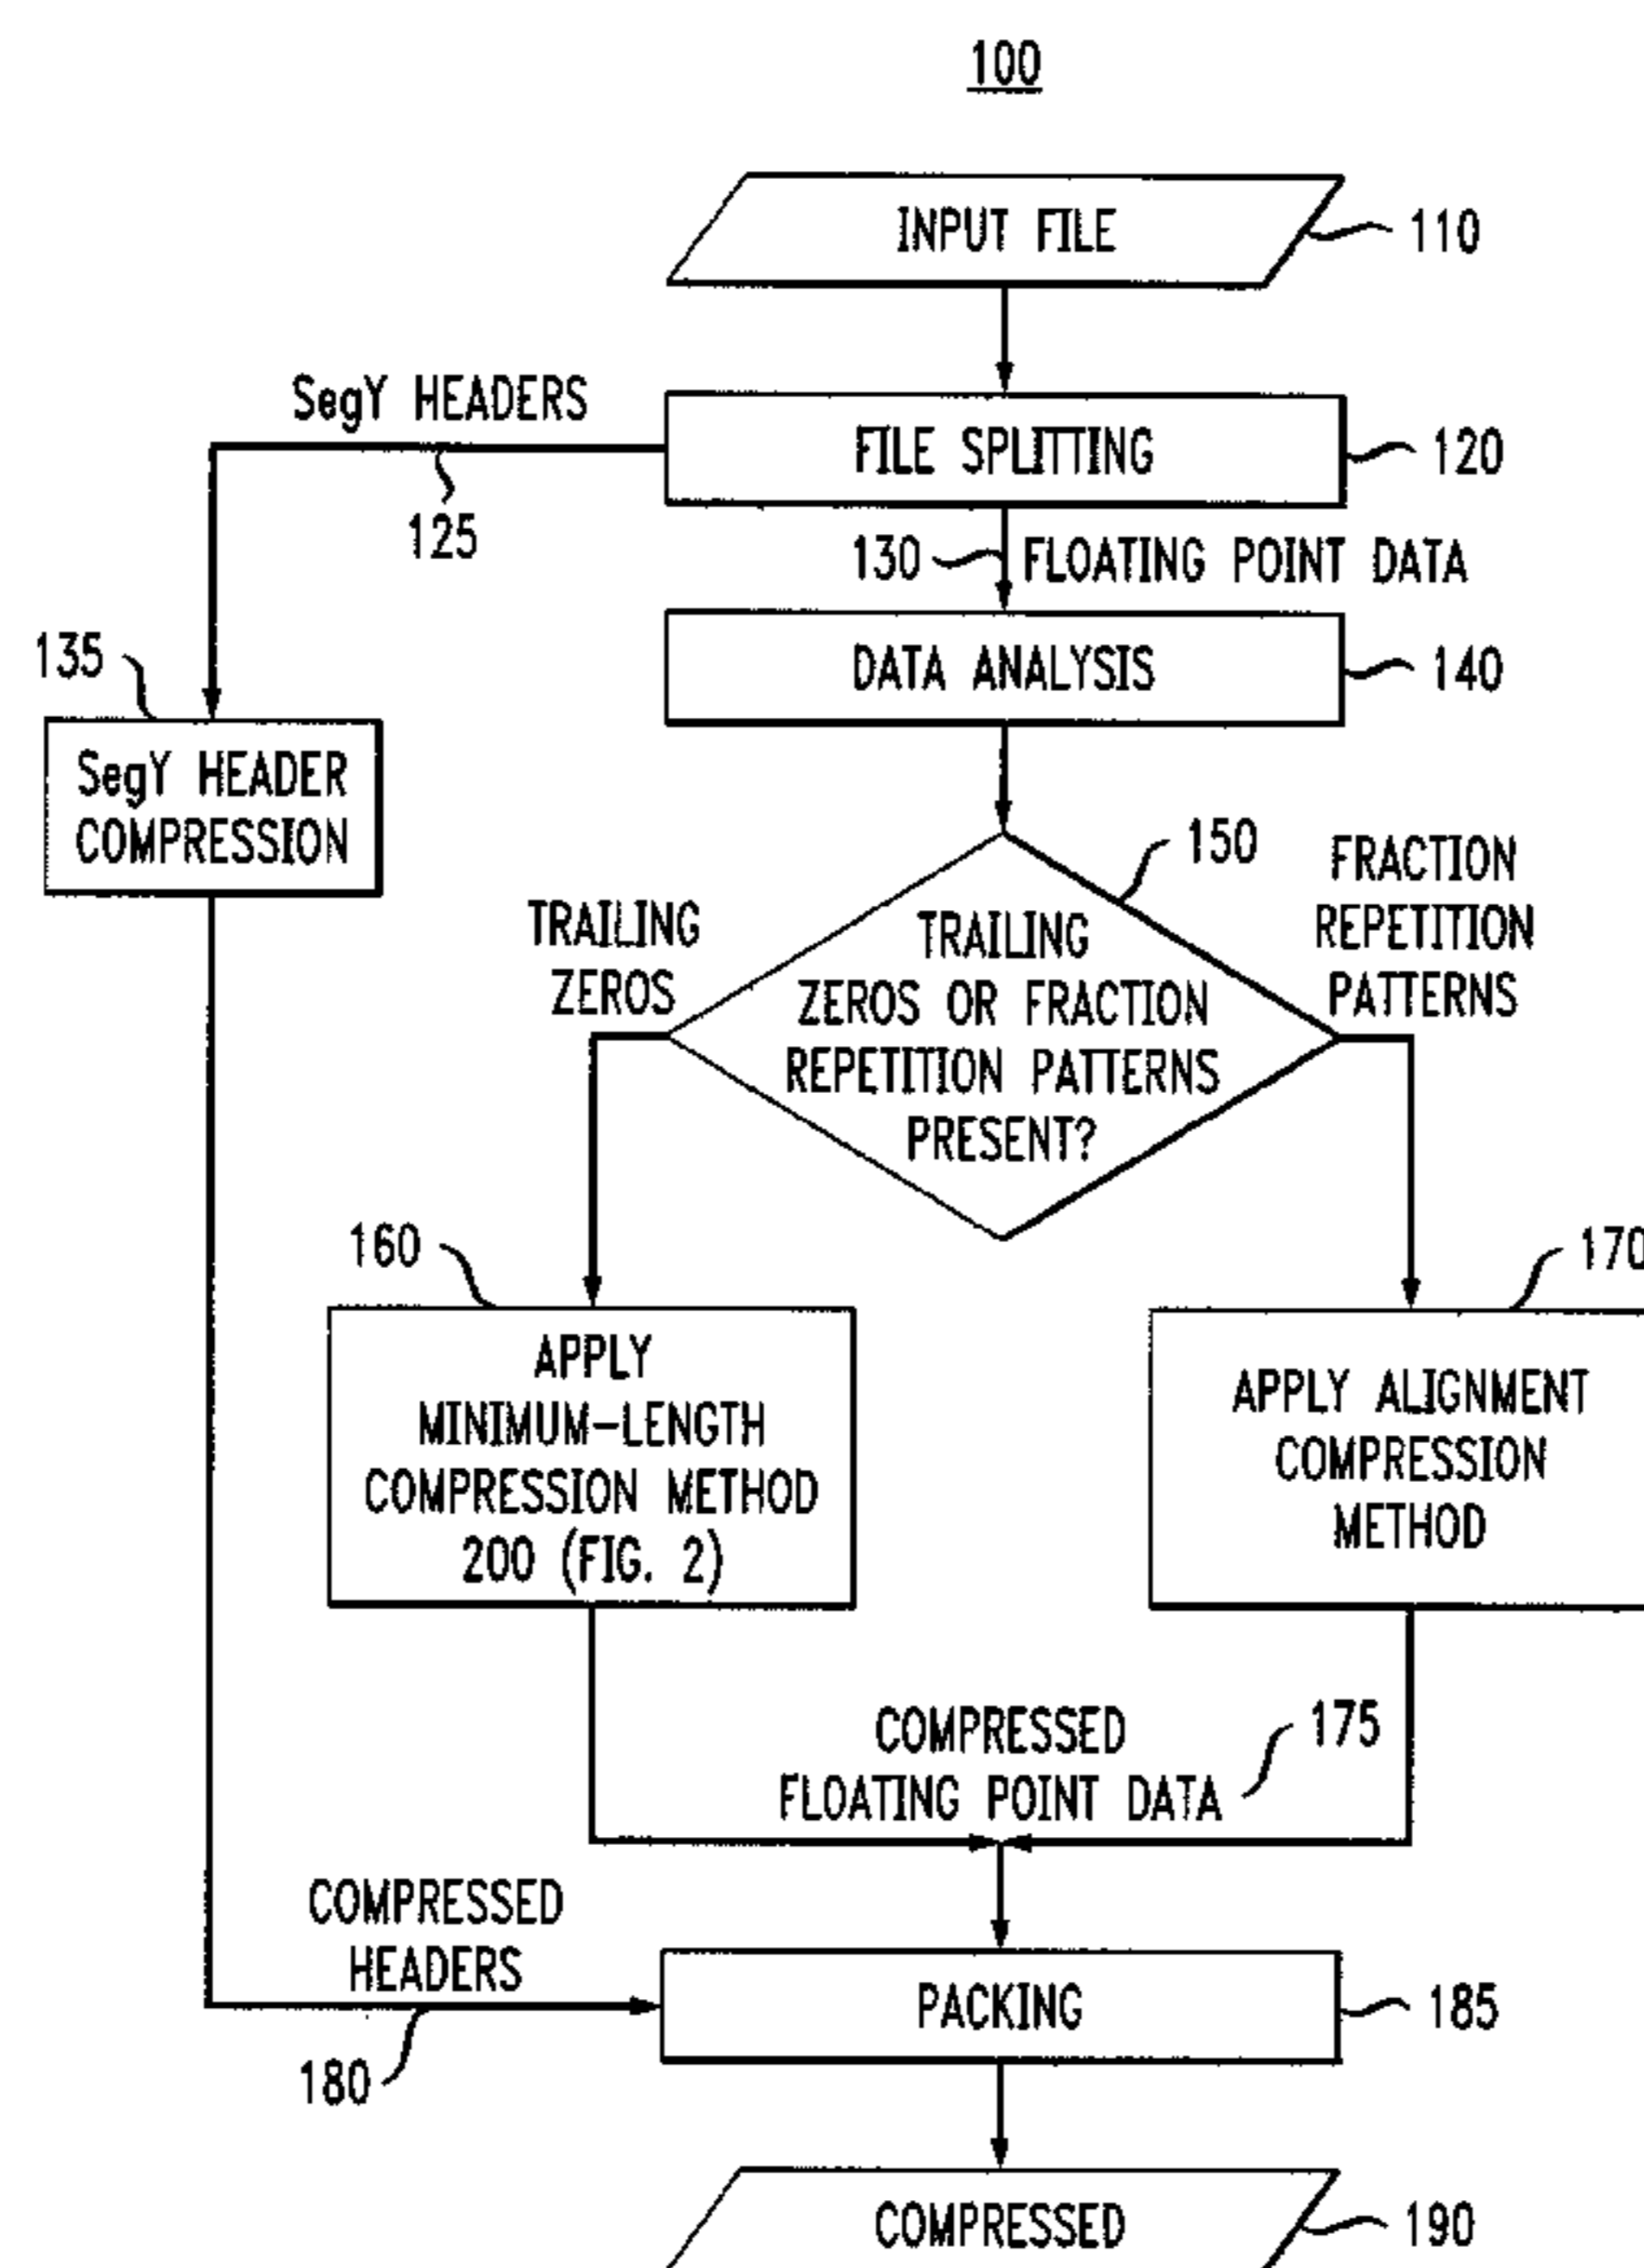 100
INPUT FILE
110
SegY HEADERS
FILE SPLITTING
120
125
130
FLOATING POINT DATA
135
DATA ANALYSIS
140
SegY HEADER
COMPRESSION
150
TRAILING
ZEROS
TRAILING
ZEROS OR FRACTION
REPETITION PATTERNS
PRESENT?
FRACTION
REPETITION
PATTERNS
160
170
APPLY
MINIMUM-LENGTH
COMPRESSION METHOD
200 (FIG. 2)
APPLY ALIGNMENT
COMPRESSION
METHOD
COMPRESSED
FLOATING POINT DATA
175
COMPRESSED
HEADERS
180
PACKING
185
COMPRESSED
190